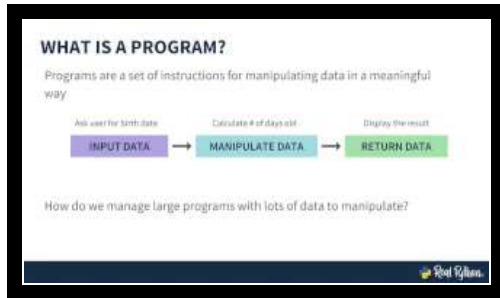 WHAT IS A PROGRAM?
Programs are a set of instructions for manipulating data in a meaningful
way
Ask user for birth date
Calculate # of days old
Display the result
INPUT DATA
MANIPULATE DATA
RETURN DATA
How do we manage large programs with lots of data to manipulate?
Real Python